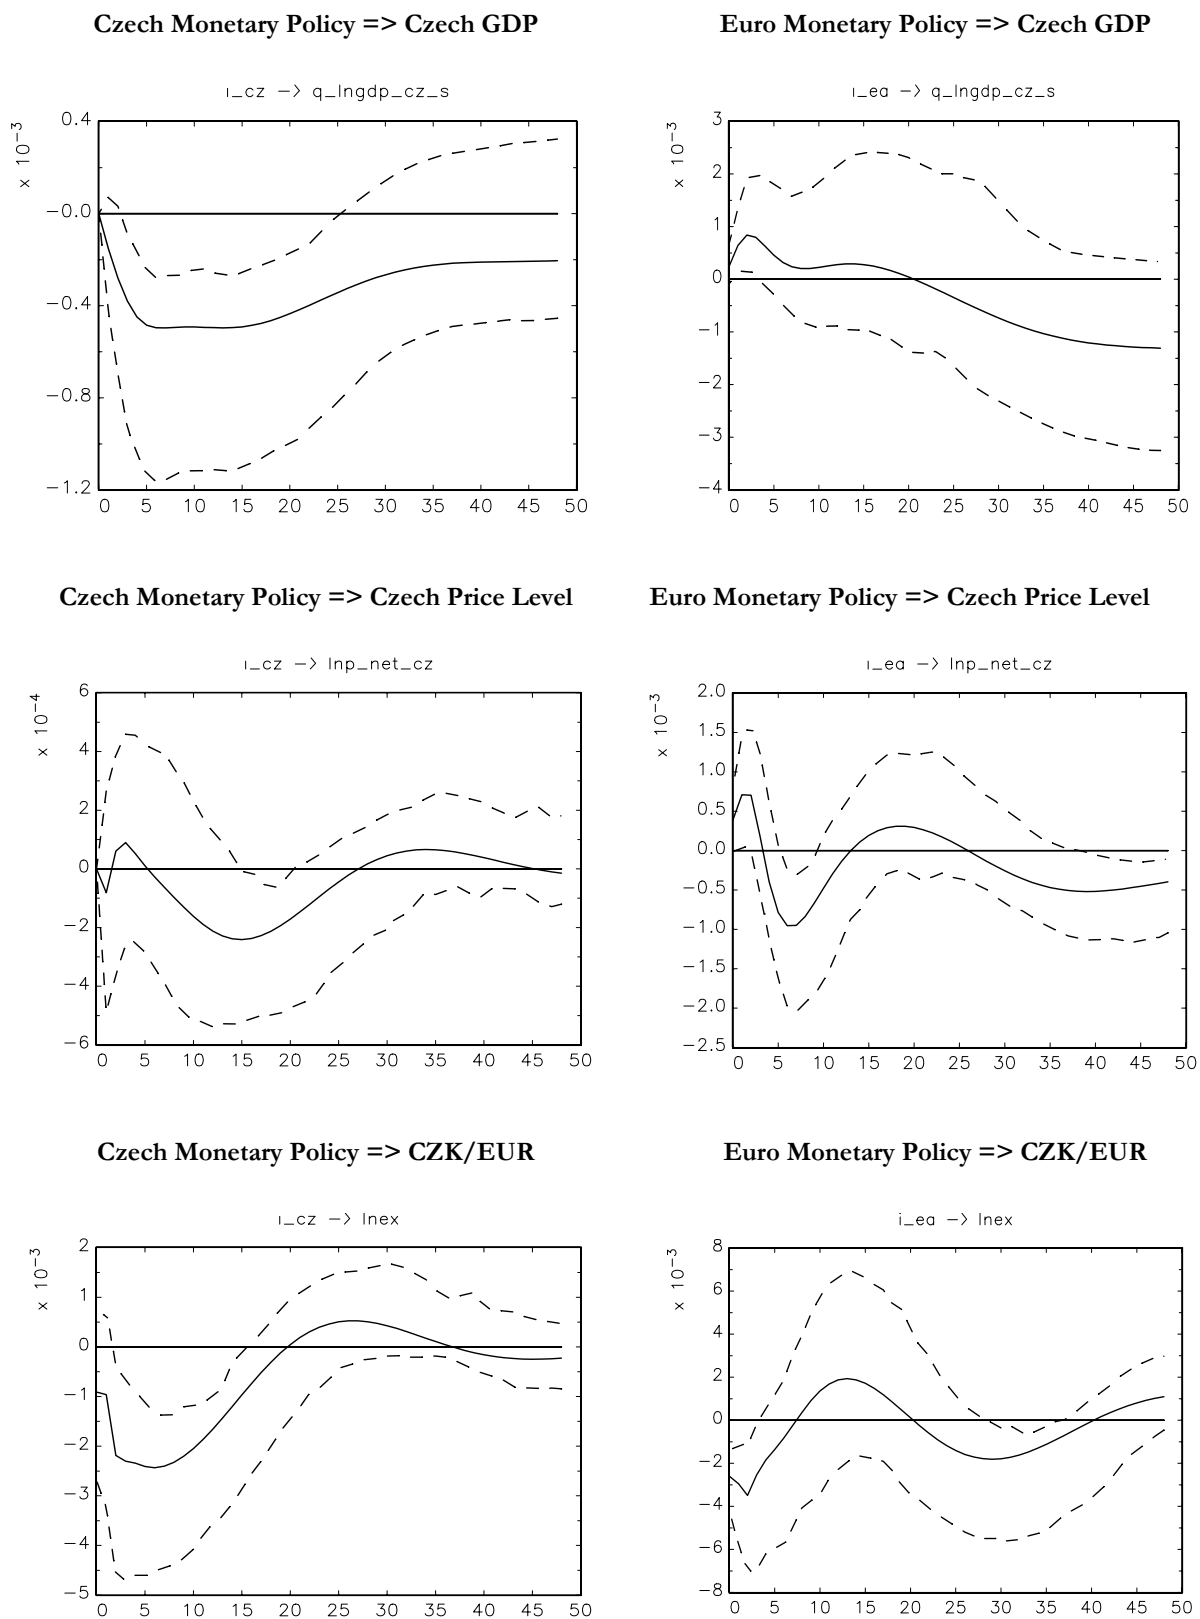 Czech Monetary Policy => Czech GDP
Euro Monetary Policy => Czech GDP
ı_cz -> q_lngdp_cz_s
ı_ea -> q_lngdp_cz_s
x 10⁻³
0.4
-0.0
-0.4
-0.8
-1.2
0 5 10 15 20 25 30 35 40 45 50
x 10⁻³
3
2
1
0
-1
-2
-3
-4
0 5 10 15 20 25 30 35 40 45 50
Czech Monetary Policy => Czech Price Level
Euro Monetary Policy => Czech Price Level
ı_cz -> lnp_net_cz
ı_ea -> lnp_net_cz
x 10⁻⁴
6
4
2
0
-2
-4
-6
0 5 10 15 20 25 30 35 40 45 50
x 10⁻³
2.0
1.5
1.0
0.5
0.0
-0.5
-1.0
-1.5
-2.0
-2.5
0 5 10 15 20 25 30 35 40 45 50
Czech Monetary Policy => CZK/EUR
Euro Monetary Policy => CZK/EUR
ı_cz -> lnex
i_ea -> lnex
x 10⁻³
2
1
0
-1
-2
-3
-4
-5
0 5 10 15 20 25 30 35 40 45 50
x 10⁻³
8
6
4
2
0
-2
-4
-6
-8
0 5 10 15 20 25 30 35 40 45 50